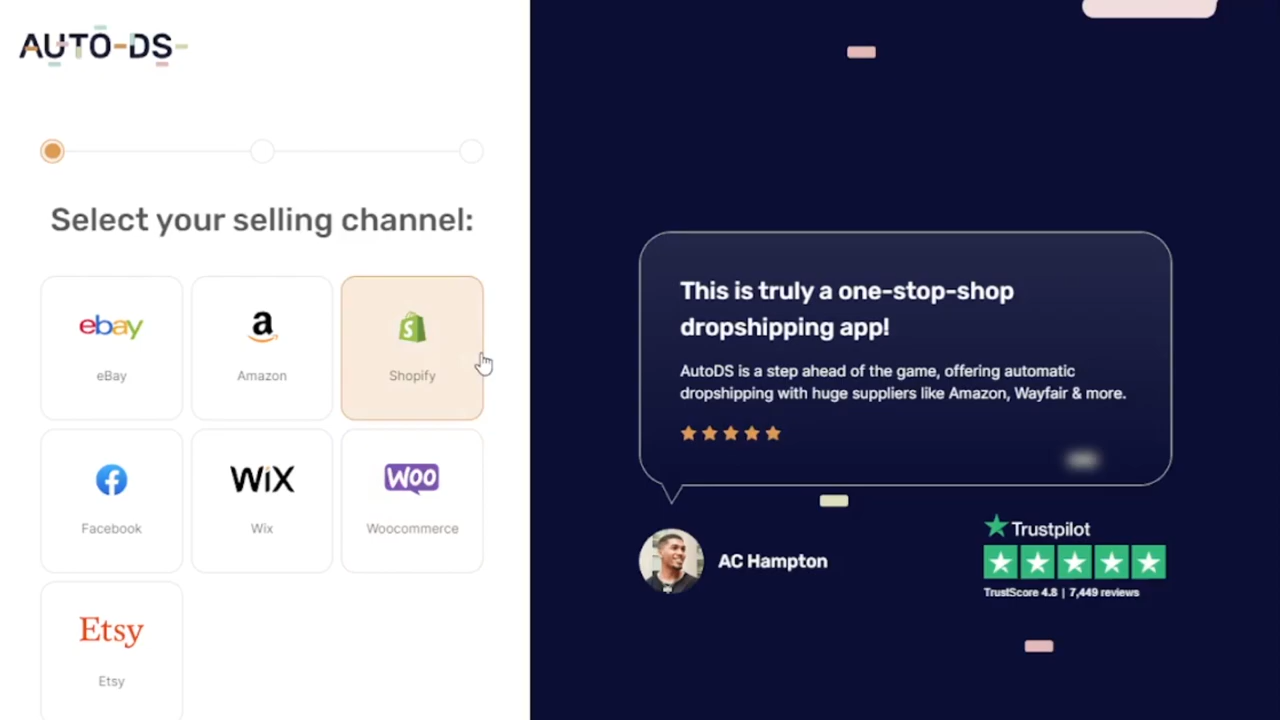 AUTO-DS
Select your selling channel:
ebay
eBay
a
Amazon
Shopify
Facebook
WiX
Wix
WOO
Woocommerce
Etsy
Etsy
This is truly a one-stop-shop
dropshipping app!
AutoDS is a step ahead of the game, offering automatic
dropshipping with huge suppliers like Amazon, Wayfair & more.
AC Hampton
Trustpilot
TrustScore 4.8 | 7,449 reviews